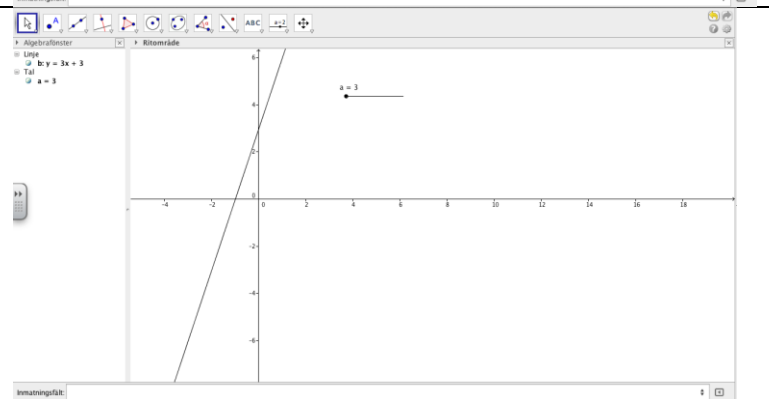 Inmatningsfält:
ABC a=2
Algebrafönster
Ritområde
Linje
b: y = 3x + 3
Tal
a = 3
a = 3
6
4
2
0
-4 -2 0 2 4 6 8 10 12 14 16 18
-2
-4
-6
Inmatningsfält: